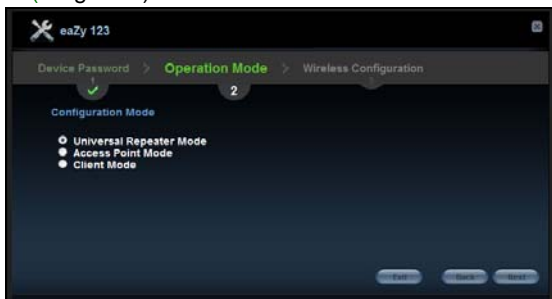 eaZy 123
Device Password > Operation Mode > Wireless Configuration
2
Configuration Mode
Universal Repeater Mode
Access Point Mode
Client Mode
Exit Back Next